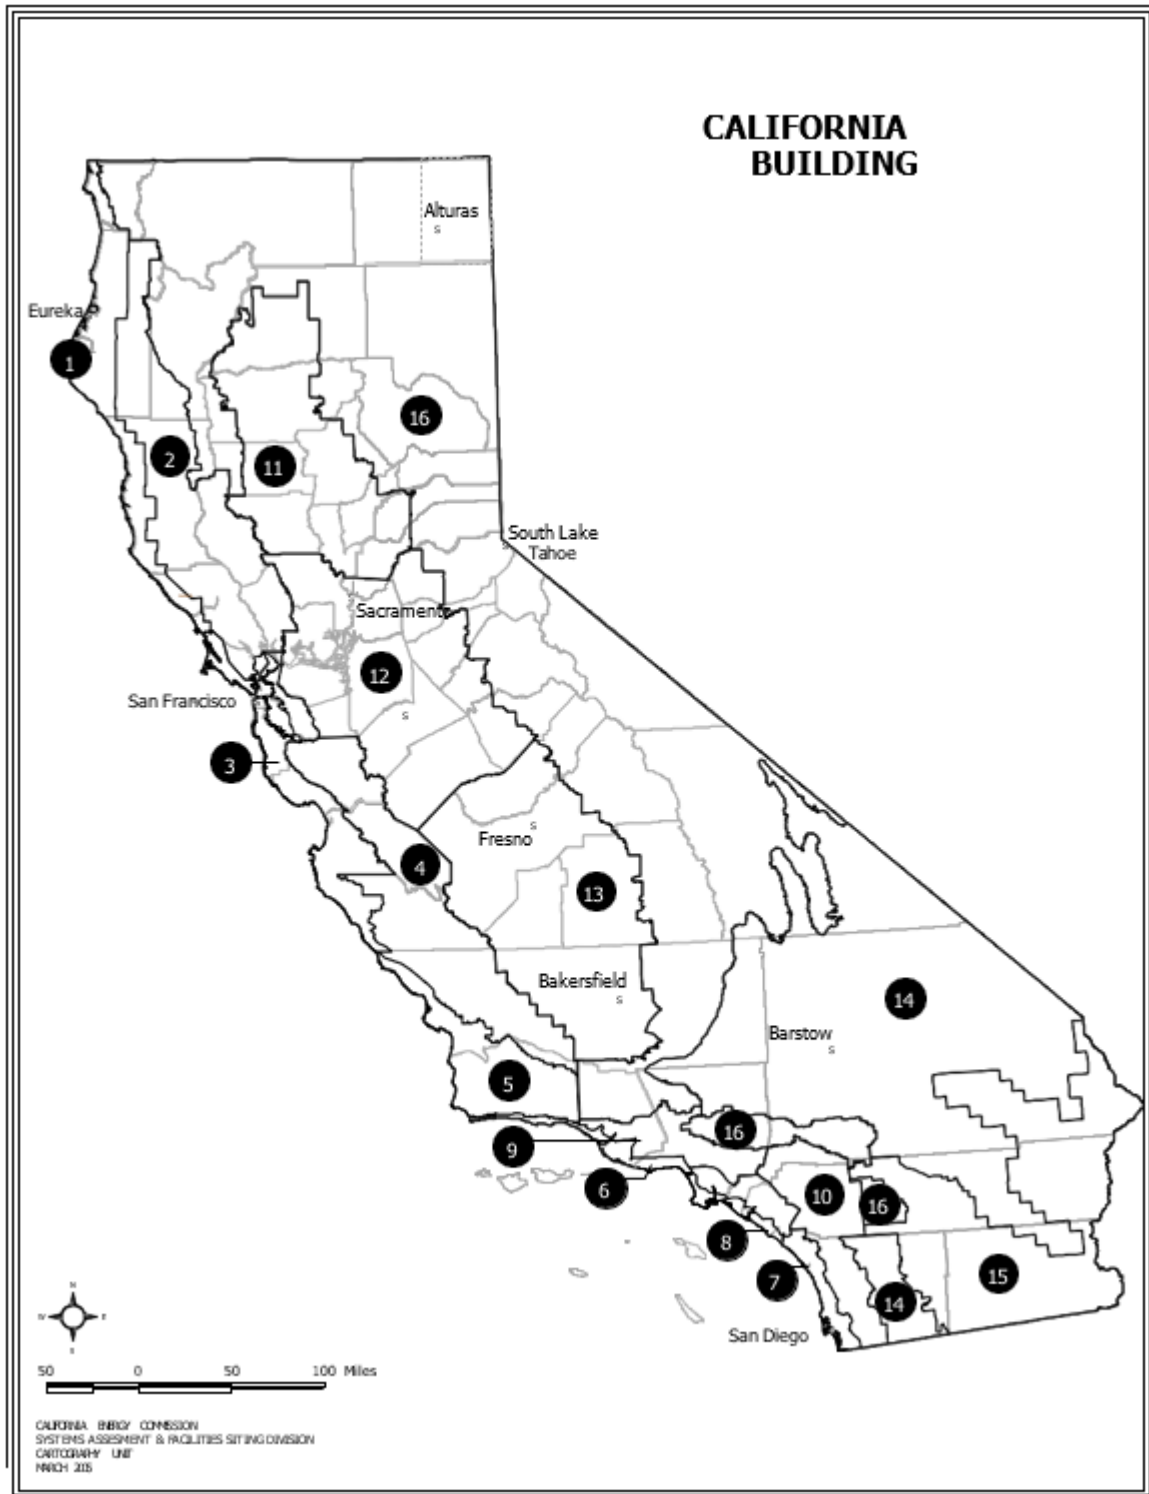 CALIFORNIA
BUILDING
Alturas
s
Eureka
1
16
2
11
South Lake
Tahoe
s
Sacramento
s
12
San Francisco
s
3
Fresno
s
4
13
Bakersfield
s
14
Barstow
s
5
16
9
6
10
16
8
7
15
14
San Diego
N
W E
S
50 0 50 100 Miles
CALIFORNIA ENERGY COMMISSION
SYSTEMS ASSESMENT & FACILITIES SITING DIVISION
CARTOGRAPHY UNIT
MARCH 2005